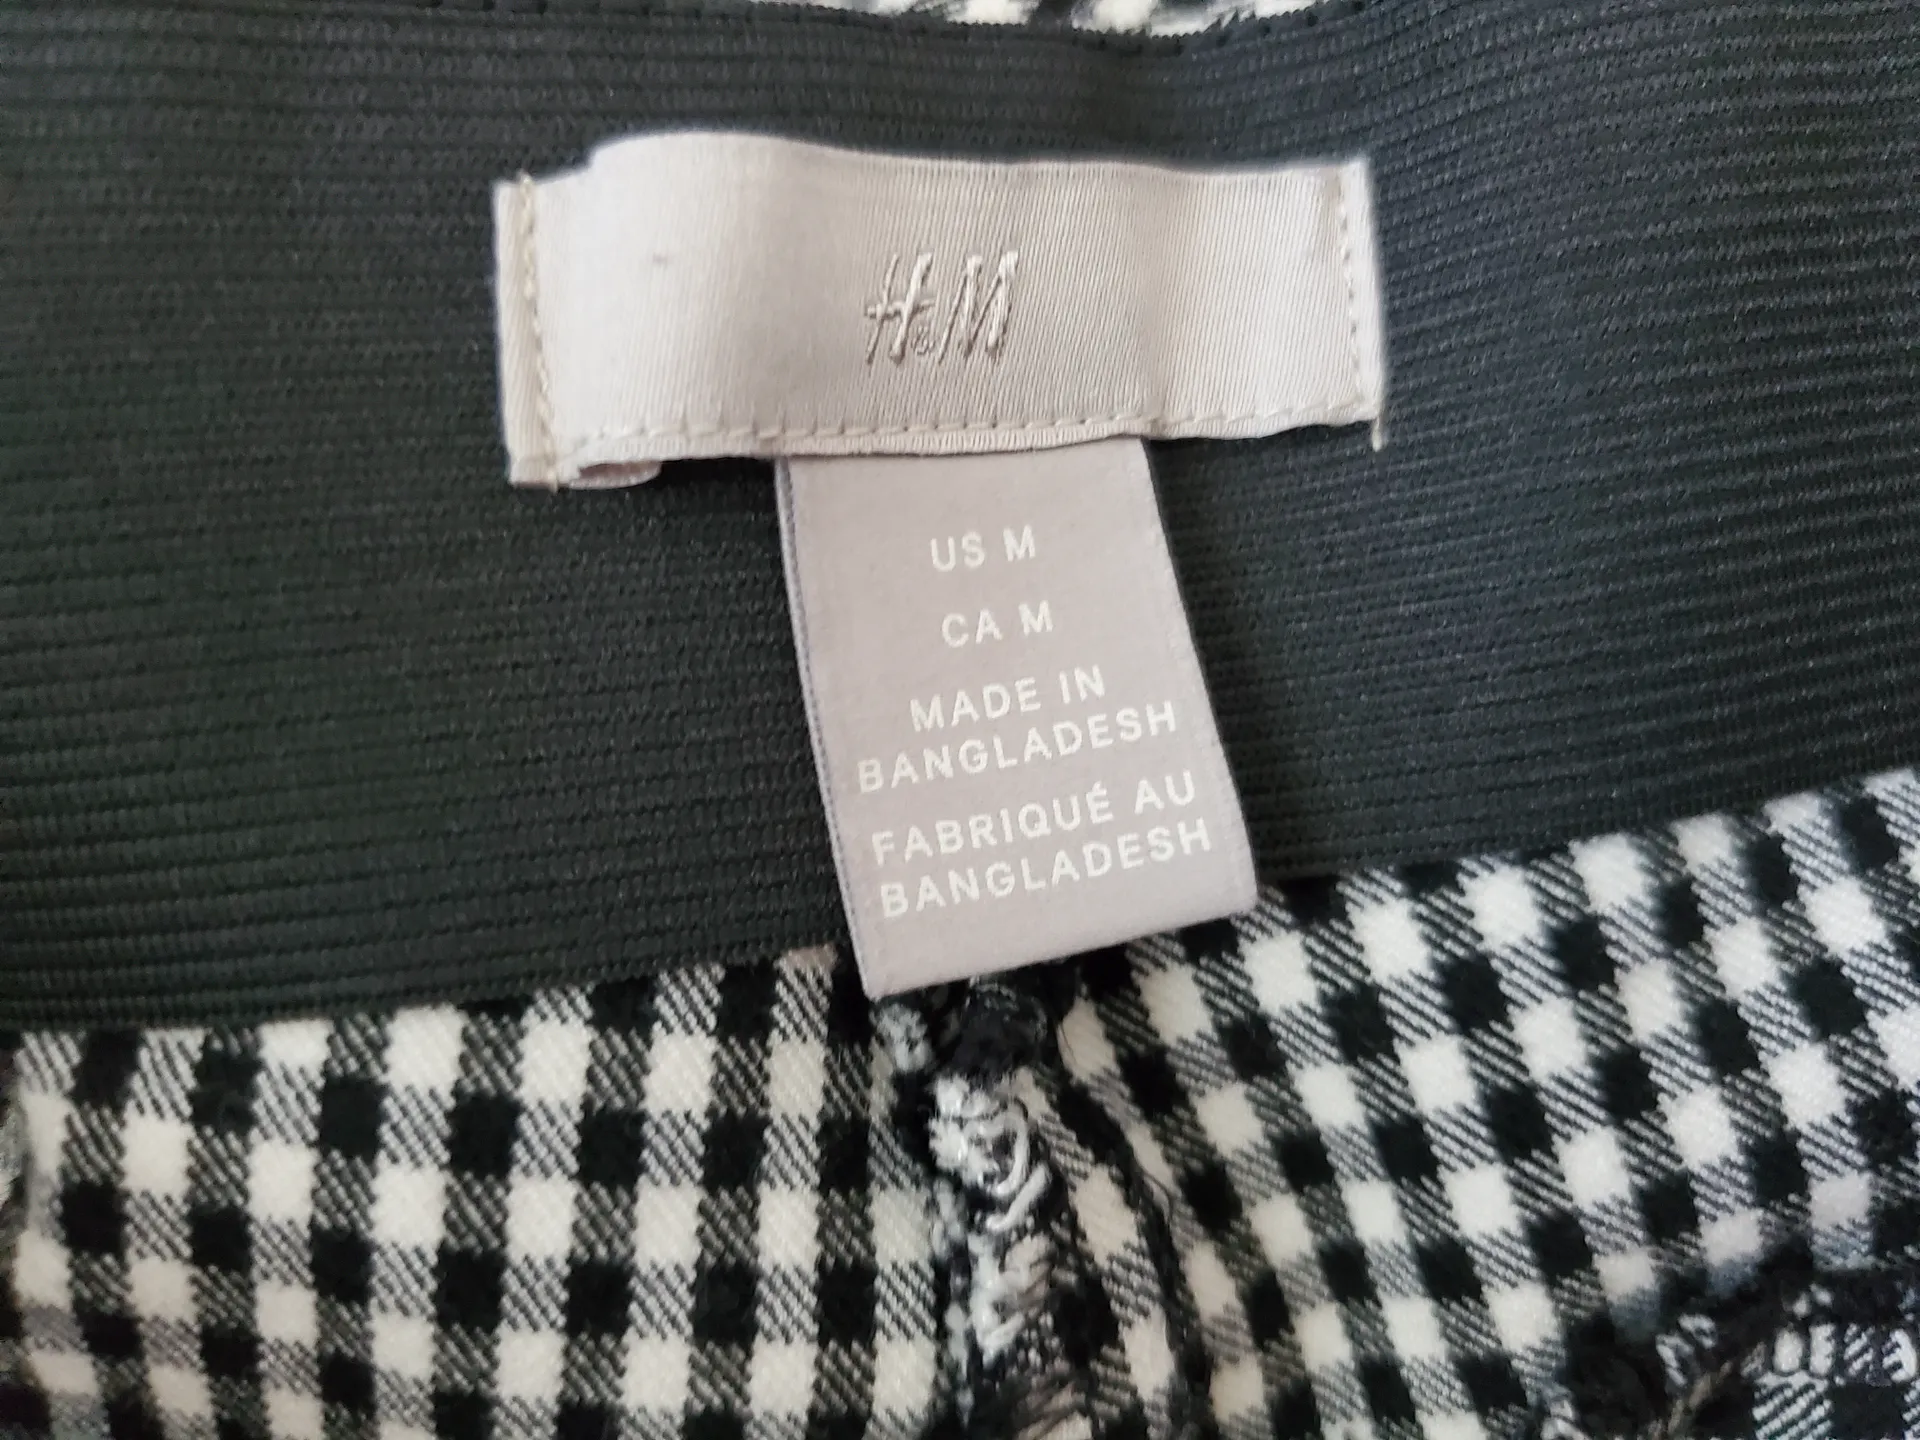 H&M
US M
CA M
MADE IN
BANGLADESH
FABRIQUÉ AU
BANGLADESH